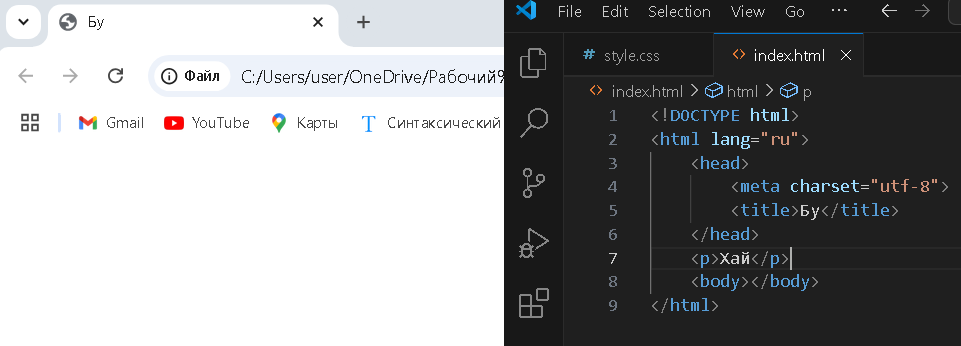 Бу
Файл C:/Users/user/OneDrive/Рабочий%
Gmail YouTube Карты Синтаксический
File Edit Selection View Go ...
# style.css <> index.html
<> index.html > html > p
1 <!DOCTYPE html>
2 <html lang="ru">
3 <head>
4 <meta charset="utf-8">
5 <title>Бу</title>
6 </head>
7 <p>Хай</p>
8 <body></body>
9 </html>